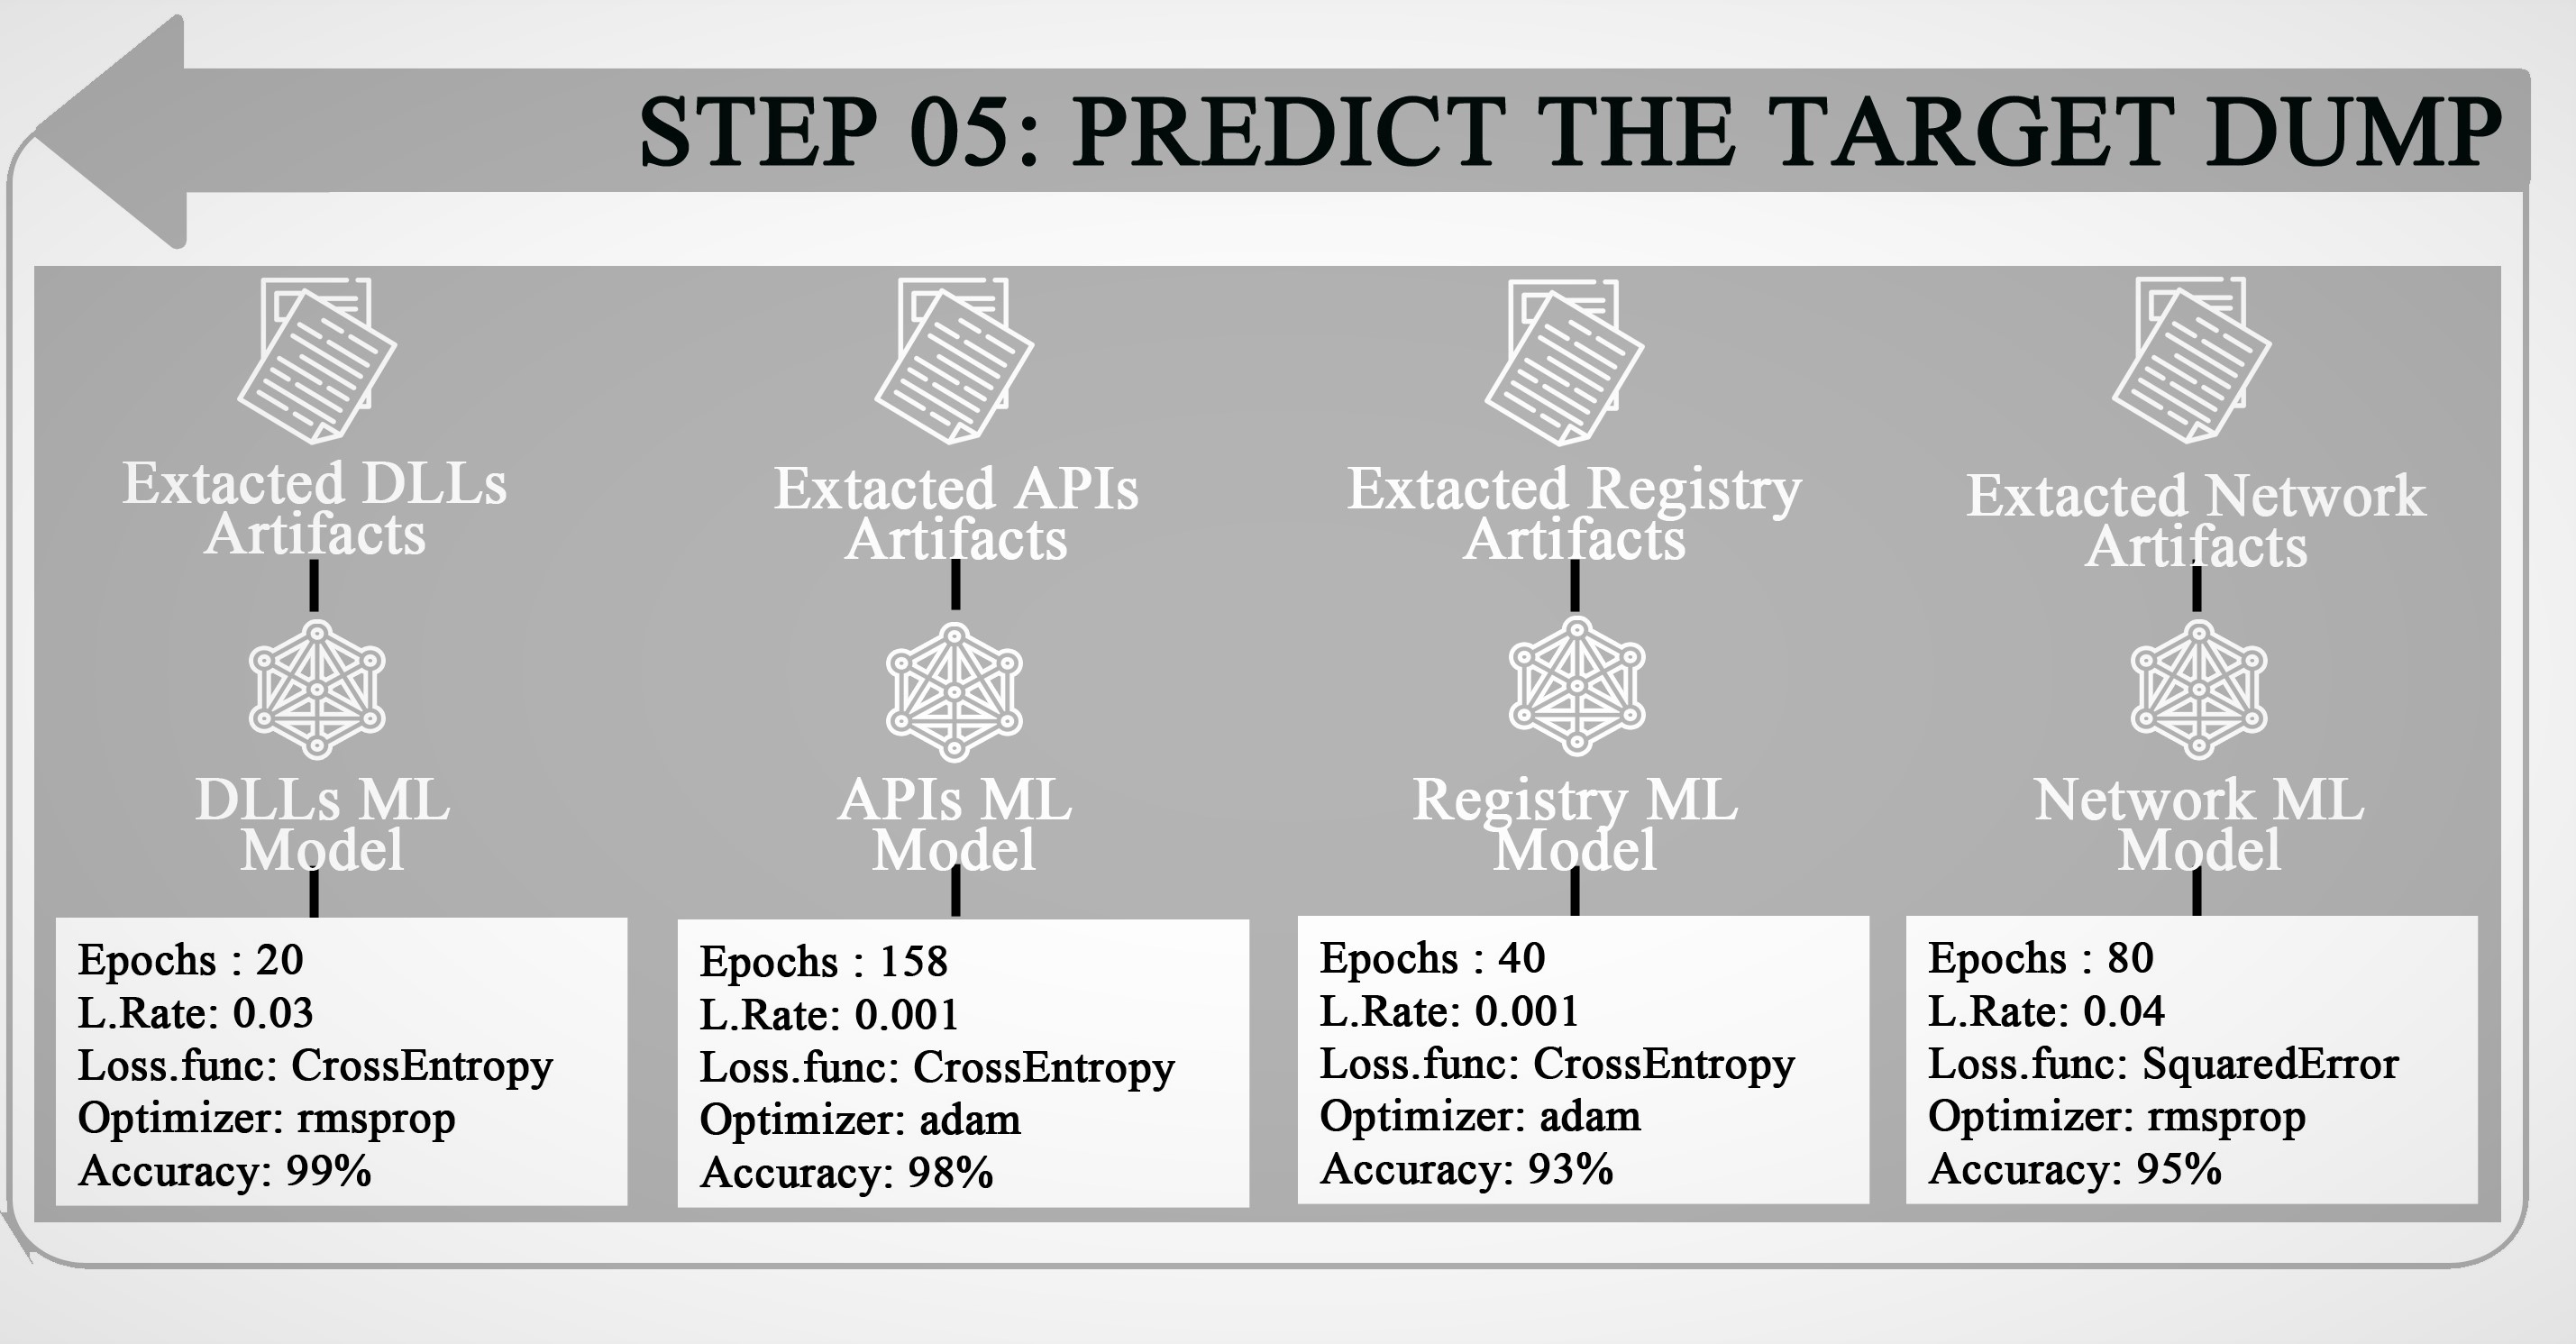 STEP 05: PREDICT THE TARGET DUMP
Extacted DLLs
Artifacts
DLLs ML
Model
Epochs : 20
L.Rate: 0.03
Loss.func: CrossEntropy
Optimizer: rmsprop
Accuracy: 99%
Extacted APIs
Artifacts
APIs ML
Model
Epochs : 158
L.Rate: 0.001
Loss.func: CrossEntropy
Optimizer: adam
Accuracy: 98%
Extacted Registry
Artifacts
Registry ML
Model
Epochs : 40
L.Rate: 0.001
Loss.func: CrossEntropy
Optimizer: adam
Accuracy: 93%
Extacted Network
Artifacts
Network ML
Model
Epochs : 80
L.Rate: 0.04
Loss.func: SquaredError
Optimizer: rmsprop
Accuracy: 95%